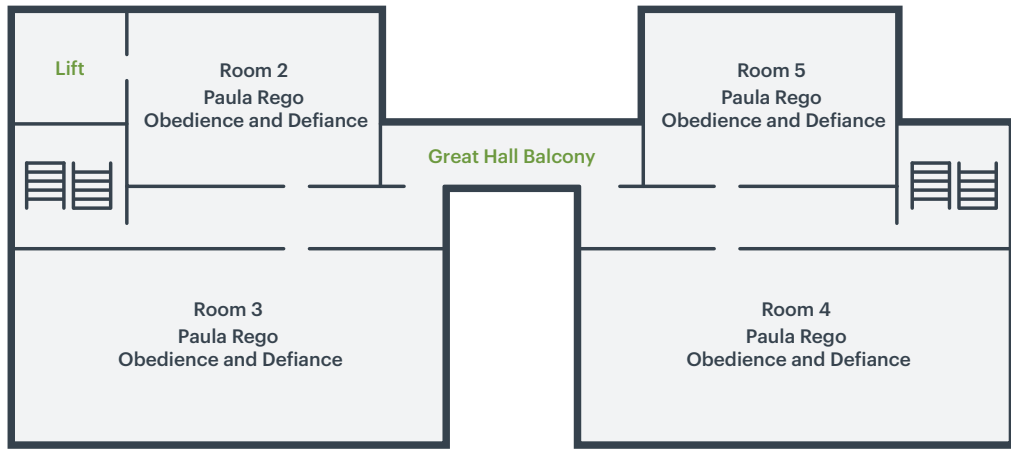 Lift
Room 2
Paula Rego
Obedience and Defiance
Room 5
Paula Rego
Obedience and Defiance
Great Hall Balcony
Room 3
Paula Rego
Obedience and Defiance
Room 4
Paula Rego
Obedience and Defiance